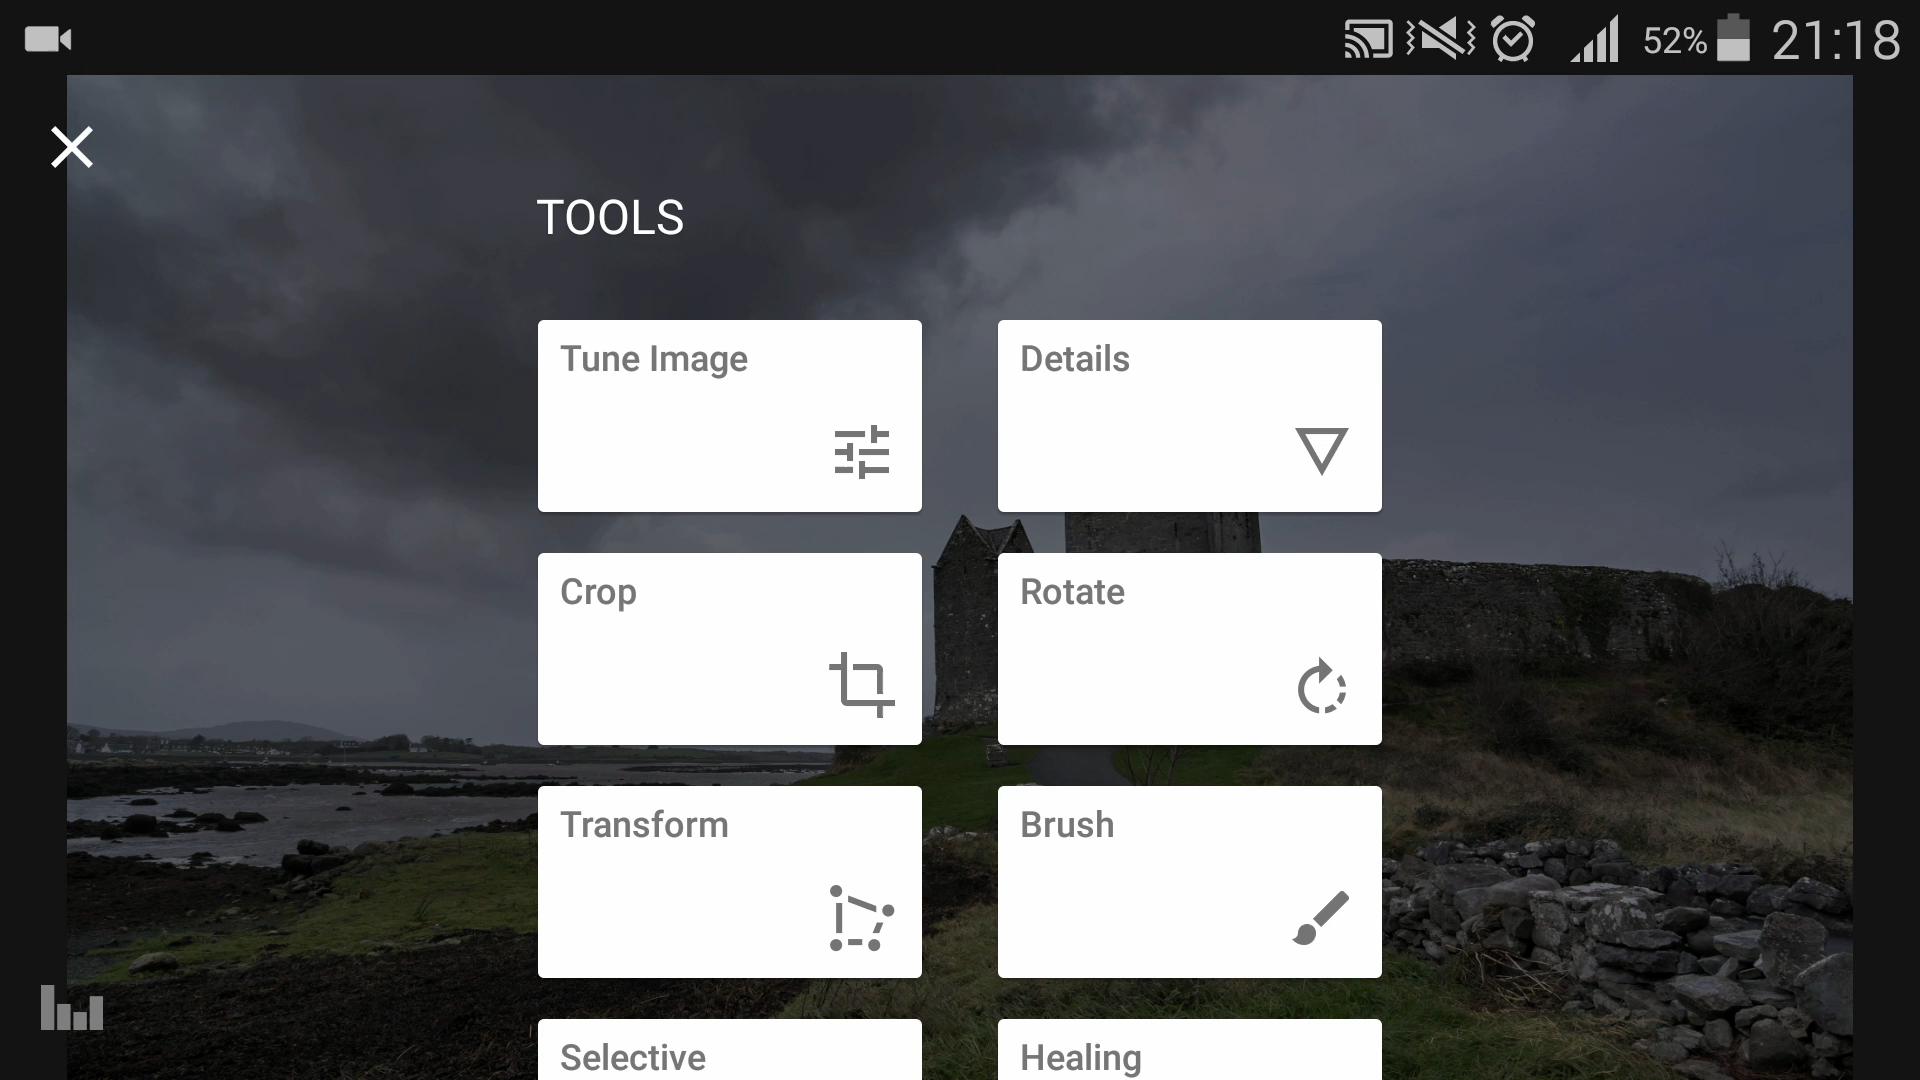 52% 21:18
TOOLS
Tune Image
Details
Crop
Rotate
Transform
Brush
Selective
Healing